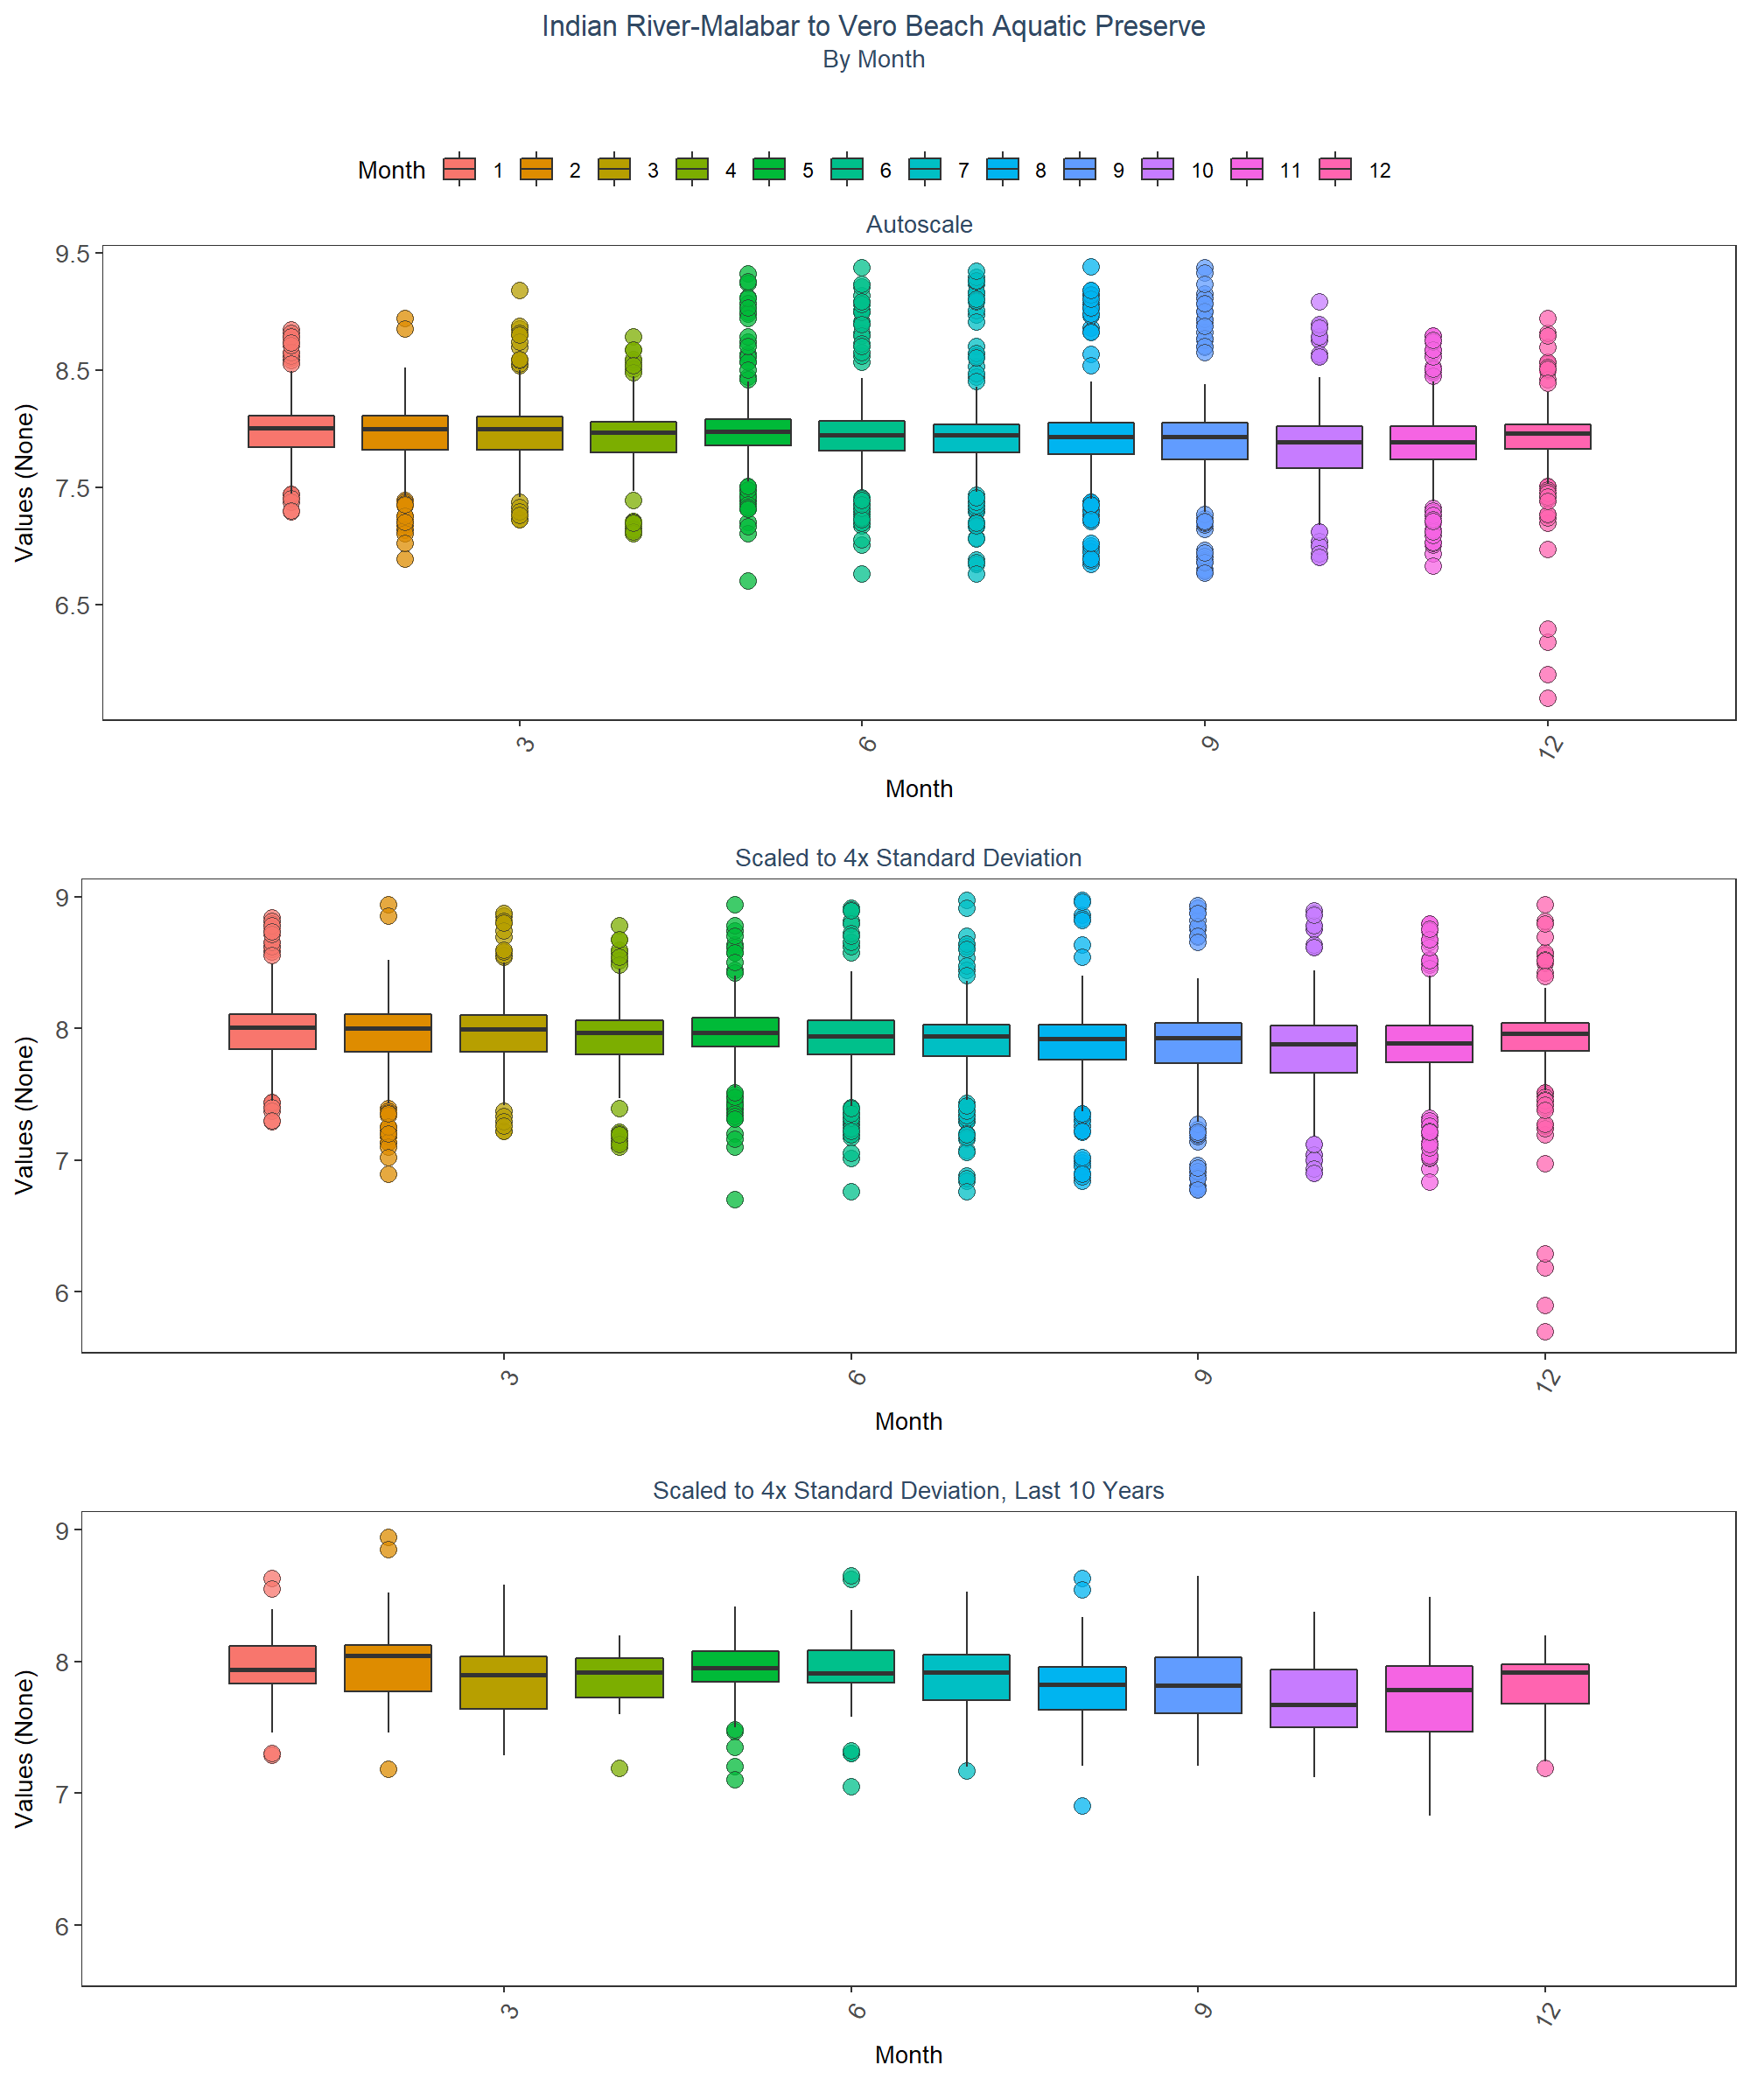 Indian River-Malabar to Vero Beach Aquatic Preserve
By Month
Month 1 2 3 4 5 6 7 8 9 10 11 12
Autoscale
9.5
8.5
7.5
6.5
Values (None)
3 6 9 12
Month
Scaled to 4x Standard Deviation
9
8
7
6
Values (None)
3 6 9 12
Month
Scaled to 4x Standard Deviation, Last 10 Years
9
8
7
6
Values (None)
3 6 9 12
Month